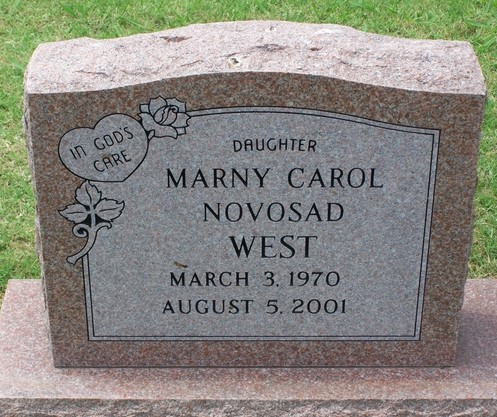 IN GOD'S
CARE
DAUGHTER
MARNY CAROL
NOVOSAD
WEST
MARCH 3, 1970
AUGUST 5, 2001